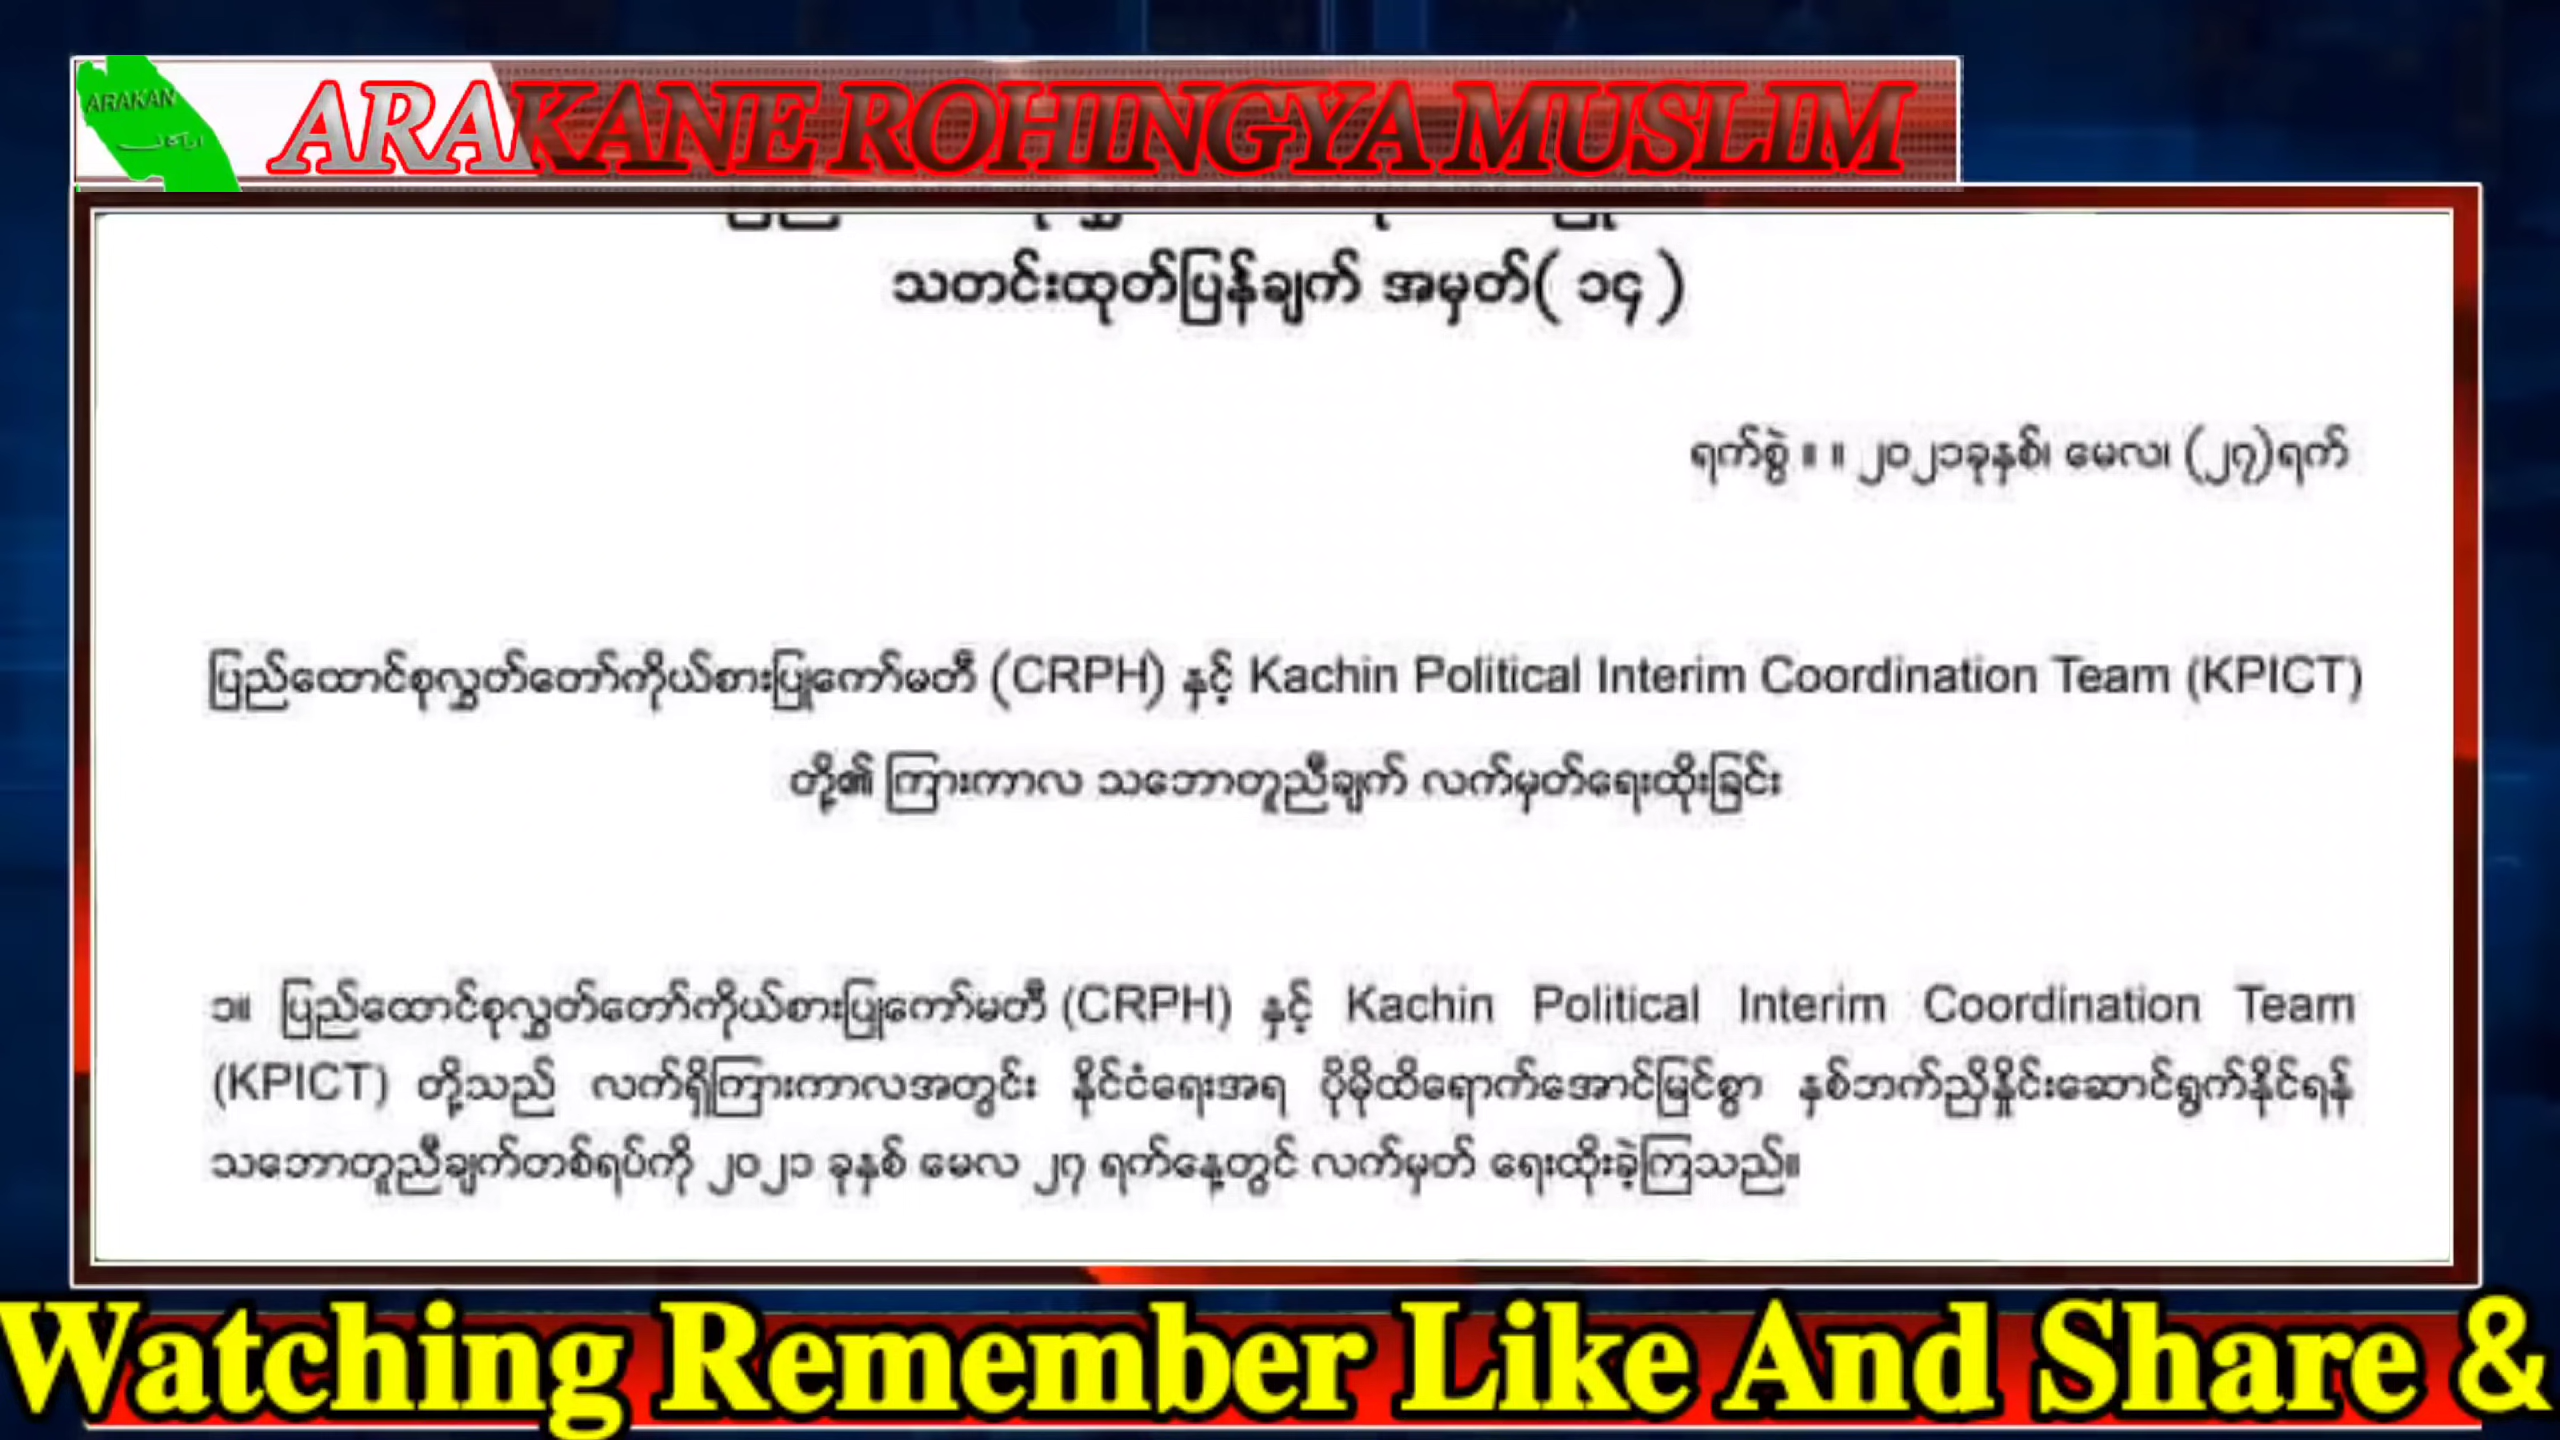 ARAKAN
ARAKANE ROHINGYA MUSLIM
သတင်းထုတ်ပြန်ချက် အမှတ်( ၁၄ )
ရက်စွဲ ။ ။ ၂၀၂၁ခုနှစ်၊ မေလ၊ (၂၇)ရက်
ပြည်ထောင်စုလွှတ်တော်ကိုယ်စားပြုကော်မတီ (CRPH) နှင့် Kachin Political Interim Coordination Team (KPICT)
တို့၏ ကြားကာလ သဘောတူညီချက် လက်မှတ်ရေးထိုးခြင်း
၁။ ပြည်ထောင်စုလွှတ်တော်ကိုယ်စားပြုကော်မတီ (CRPH) နှင့် Kachin Political Interim Coordination Team
(KPICT) တို့သည် လက်ရှိကြားကာလအတွင်း နိုင်ငံရေးအရ ပိုမိုထိရောက်အောင်မြင်စွာ နှစ်ဘက်ညှိနှိုင်းဆောင်ရွက်နိုင်ရန်
သဘောတူညီချက်တစ်ရပ်ကို ၂၀၂၁ ခုနှစ် မေလ ၂၇ ရက်နေ့တွင် လက်မှတ် ရေးထိုးခဲ့ကြသည်။
Watching Remember Like And Share &